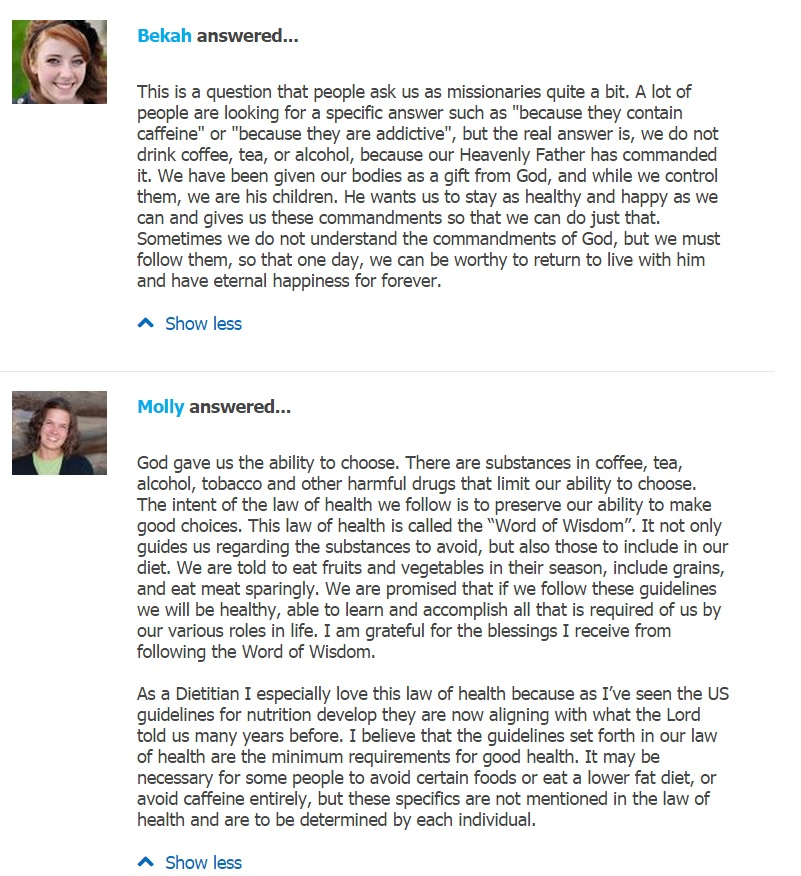 Bekah answered...
This is a question that people ask us as missionaries quite a bit. A lot of
people are looking for a specific answer such as "because they contain
caffeine" or "because they are addictive", but the real answer is, we do not
drink coffee, tea, or alcohol, because our Heavenly Father has commanded
it. We have been given our bodies as a gift from God, and while we control
them, we are his children. He wants us to stay as healthy and happy as we
can and gives us these commandments so that we can do just that.
Sometimes we do not understand the commandments of God, but we must
follow them, so that one day, we can be worthy to return to live with him
and have eternal happiness for forever.
Show less
Molly answered...
God gave us the ability to choose. There are substances in coffee, tea,
alcohol, tobacco and other harmful drugs that limit our ability to choose.
The intent of the law of health we follow is to preserve our ability to make
good choices. This law of health is called the “Word of Wisdom”. It not only
guides us regarding the substances to avoid, but also those to include in our
diet. We are told to eat fruits and vegetables in their season, include grains,
and eat meat sparingly. We are promised that if we follow these guidelines
we will be healthy, able to learn and accomplish all that is required of us by
our various roles in life. I am grateful for the blessings I receive from
following the Word of Wisdom.
As a Dietitian I especially love this law of health because as I’ve seen the US
guidelines for nutrition develop they are now aligning with what the Lord
told us many years before. I believe that the guidelines set forth in our law
of health are the minimum requirements for good health. It may be
necessary for some people to avoid certain foods or eat a lower fat diet, or
avoid caffeine entirely, but these specifics are not mentioned in the law of
health and are to be determined by each individual.
Show less